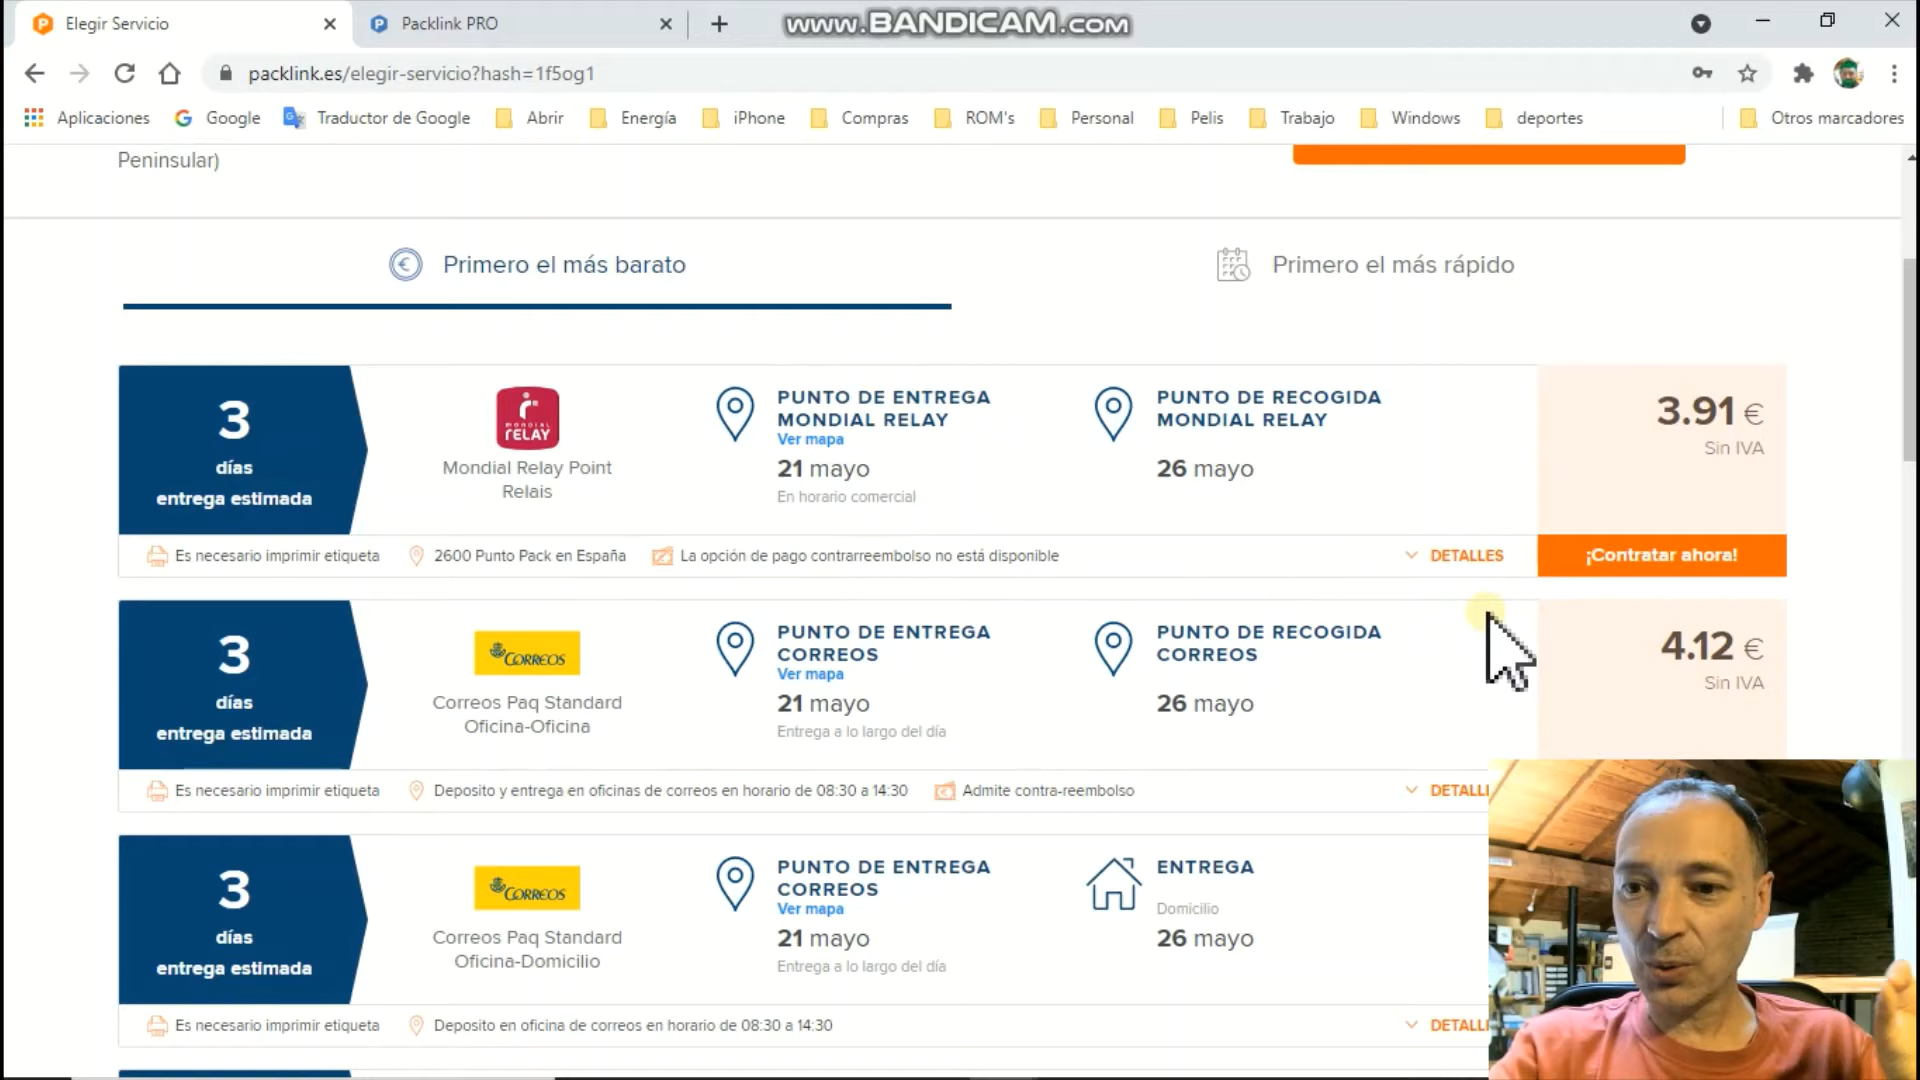 Elegir Servicio
Packlink PRO
www.BANDICAM.com
packlink.es/elegir-servicio?hash=1f5og1
Aplicaciones
Google
Traductor de Google
Abrir
Energía
iPhone
Compras
ROM's
Personal
Pelis
Trabajo
Windows
deportes
Otros marcadores
Peninsular)
Primero el más barato
Primero el más rápido
3
días
entrega estimada
MONDIAL
RELAY
Mondial Relay Point
Relais
PUNTO DE ENTREGA
MONDIAL RELAY
Ver mapa
21 mayo
En horario comercial
PUNTO DE RECOGIDA
MONDIAL RELAY
26 mayo
3.91 €
Sin IVA
Es necesario imprimir etiqueta
2600 Punto Pack en España
La opción de pago contrarreembolso no está disponible
DETALLES
¡Contratar ahora!
3
días
entrega estimada
CORREOS
Correos Paq Standard
Oficina-Oficina
PUNTO DE ENTREGA
CORREOS
Ver mapa
21 mayo
Entrega a lo largo del día
PUNTO DE RECOGIDA
CORREOS
26 mayo
4.12 €
Sin IVA
Es necesario imprimir etiqueta
Deposito y entrega en oficinas de correos en horario de 08:30 a 14:30
Admite contra-reembolso
DETALL
3
días
entrega estimada
CORREOS
Correos Paq Standard
Oficina-Domicilio
PUNTO DE ENTREGA
CORREOS
Ver mapa
21 mayo
Entrega a lo largo del día
ENTREGA
Domicilio
26 mayo
Es necesario imprimir etiqueta
Deposito en oficina de correos en horario de 08:30 a 14:30
DETALL